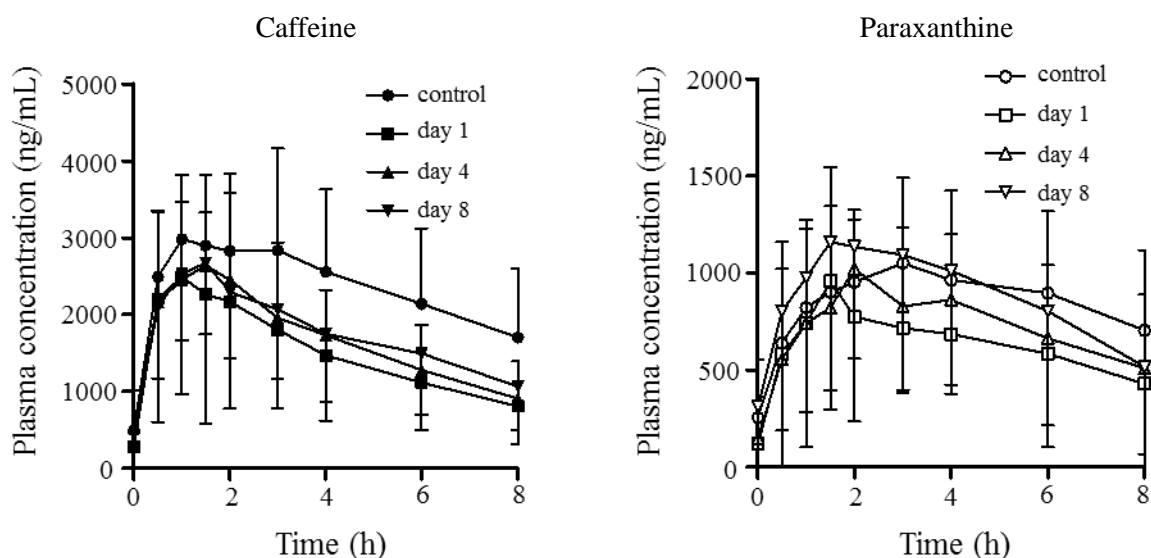 Caffeine
Plasma concentration (ng/mL)
5000
4000
3000
2000
1000
0
control
day 1
day 4
day 8
0
2
4
6
8
Time (h)
Paraxanthine
Plasma concentration (ng/mL)
2000
1500
1000
500
0
control
day 1
day 4
day 8
0
2
4
6
8
Time (h)